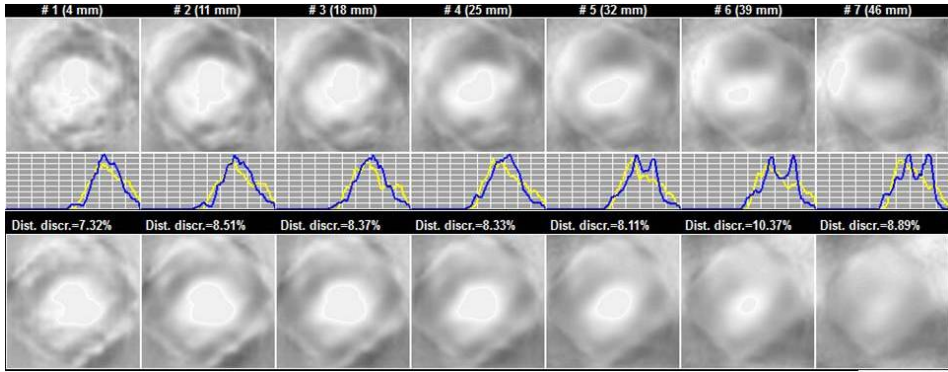 # 1 (4 mm) # 2 (11 mm) # 3 (18 mm) # 4 (25 mm) # 5 (32 mm) # 6 (39 mm) # 7 (46 mm)
Dist. discr.=7.32% Dist. discr.=8.51% Dist. discr.=8.37% Dist. discr.=8.33% Dist. discr.=8.11% Dist. discr.=10.37% Dist. discr.=8.89%